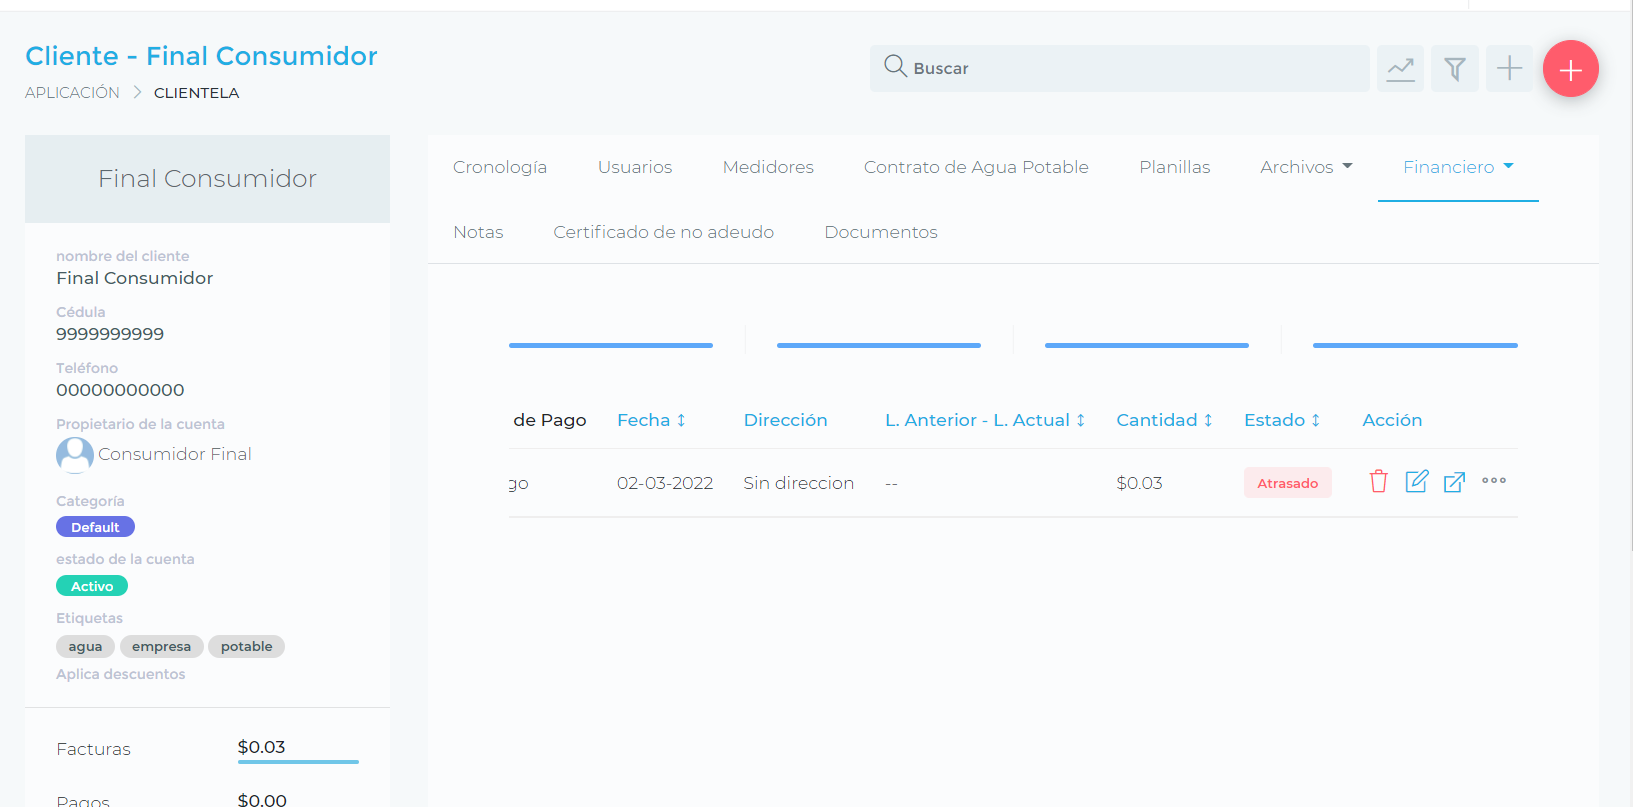 Cliente - Final Consumidor
APLICACIÓN > CLIENTELA
Buscar
Final Consumidor
nombre del cliente
Final Consumidor
Cédula
9999999999
Teléfono
00000000000
Propietario de la cuenta
Consumidor Final
Categoría
Default
estado de la cuenta
Activo
Etiquetas
agua empresa potable
Aplica descuentos
Facturas $0.03
Pagos $0.00
Cronología Usuarios Medidores Contrato de Agua Potable Planillas Archivos Financiero
Notas Certificado de no adeudo Documentos
de Pago Fecha Dirección L. Anterior - L. Actual Cantidad Estado Acción
go 02-03-2022 Sin direccion -- $0.03 Atrasado